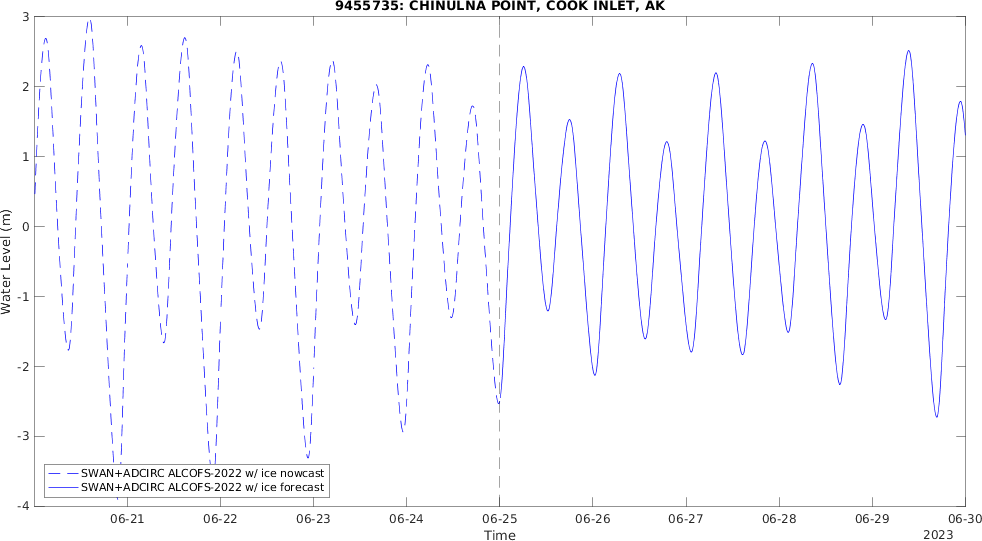 9455735: CHINULNA POINT, COOK INLET, AK
3
2
1
0
-1
-2
-3
-4
Water Level (m)
SWAN+ADCIRC ALCOFS-2022 w/ ice nowcast
SWAN+ADCIRC ALCOFS-2022 w/ ice forecast
06-21 06-22 06-23 06-24 06-25 06-26 06-27 06-28 06-29 06-30
Time
2023